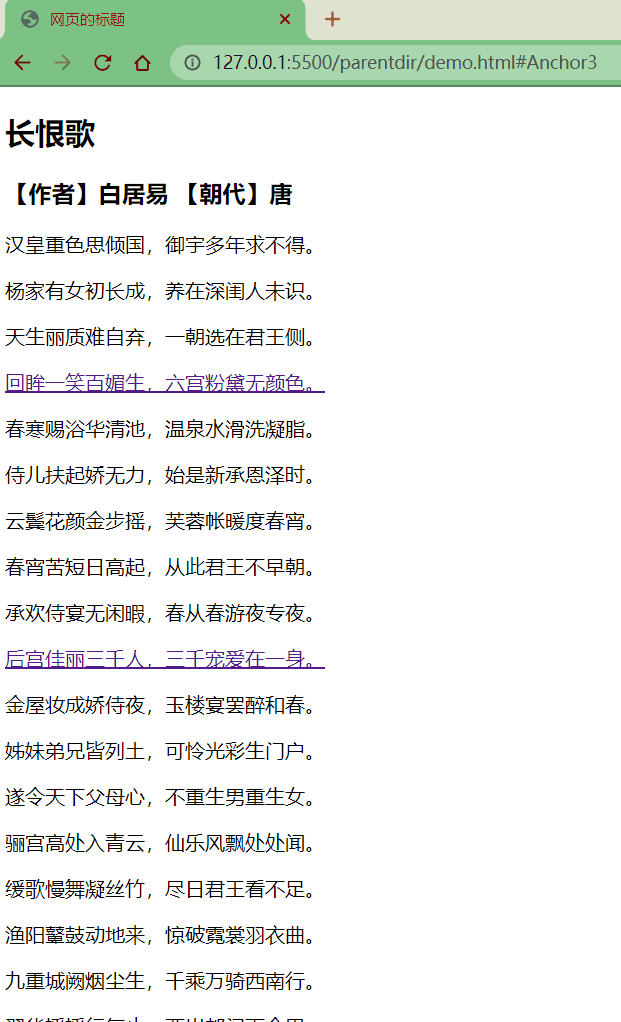 网页的标题
127.0.0.1:5500/parentdir/demo.html#Anchor3
长恨歌
【作者】白居易 【朝代】唐
汉皇重色思倾国，御宇多年求不得。
杨家有女初长成，养在深闺人未识。
天生丽质难自弃，一朝选在君王侧。
回眸一笑百媚生，六宫粉黛无颜色。
春寒赐浴华清池，温泉水滑洗凝脂。
侍儿扶起娇无力，始是新承恩泽时。
云鬓花颜金步摇，芙蓉帐暖度春宵。
春宵苦短日高起，从此君王不早朝。
承欢侍宴无闲暇，春从春游夜专夜。
后宫佳丽三千人，三千宠爱在一身。
金屋妆成娇侍夜，玉楼宴罢醉和春。
姊妹弟兄皆列土，可怜光彩生门户。
遂令天下父母心，不重生男重生女。
骊宫高处入青云，仙乐风飘处处闻。
缓歌慢舞凝丝竹，尽日君王看不足。
渔阳鼙鼓动地来，惊破霓裳羽衣曲。
九重城阙烟尘生，千乘万骑西南行。